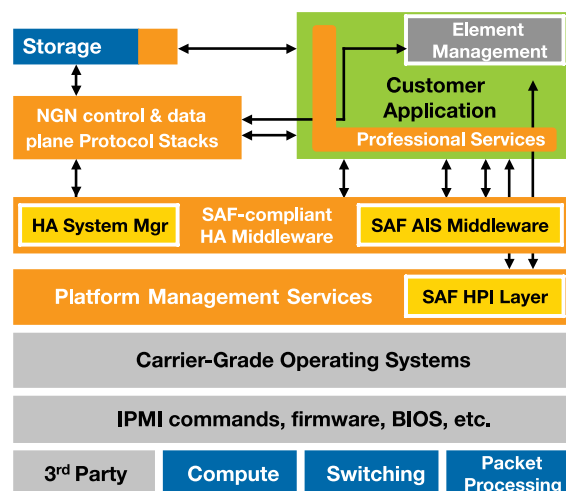 Storage
Element
Management
Customer
Application
NGN control & data
plane Protocol Stacks
Professional Services
HA System Mgr
SAF-compliant
HA Middleware
SAF AIS Middleware
Platform Management Services
SAF HPI Layer
Carrier-Grade Operating Systems
IPMI commands, firmware, BIOS, etc.
3rd Party
Compute
Switching
Packet
Processing